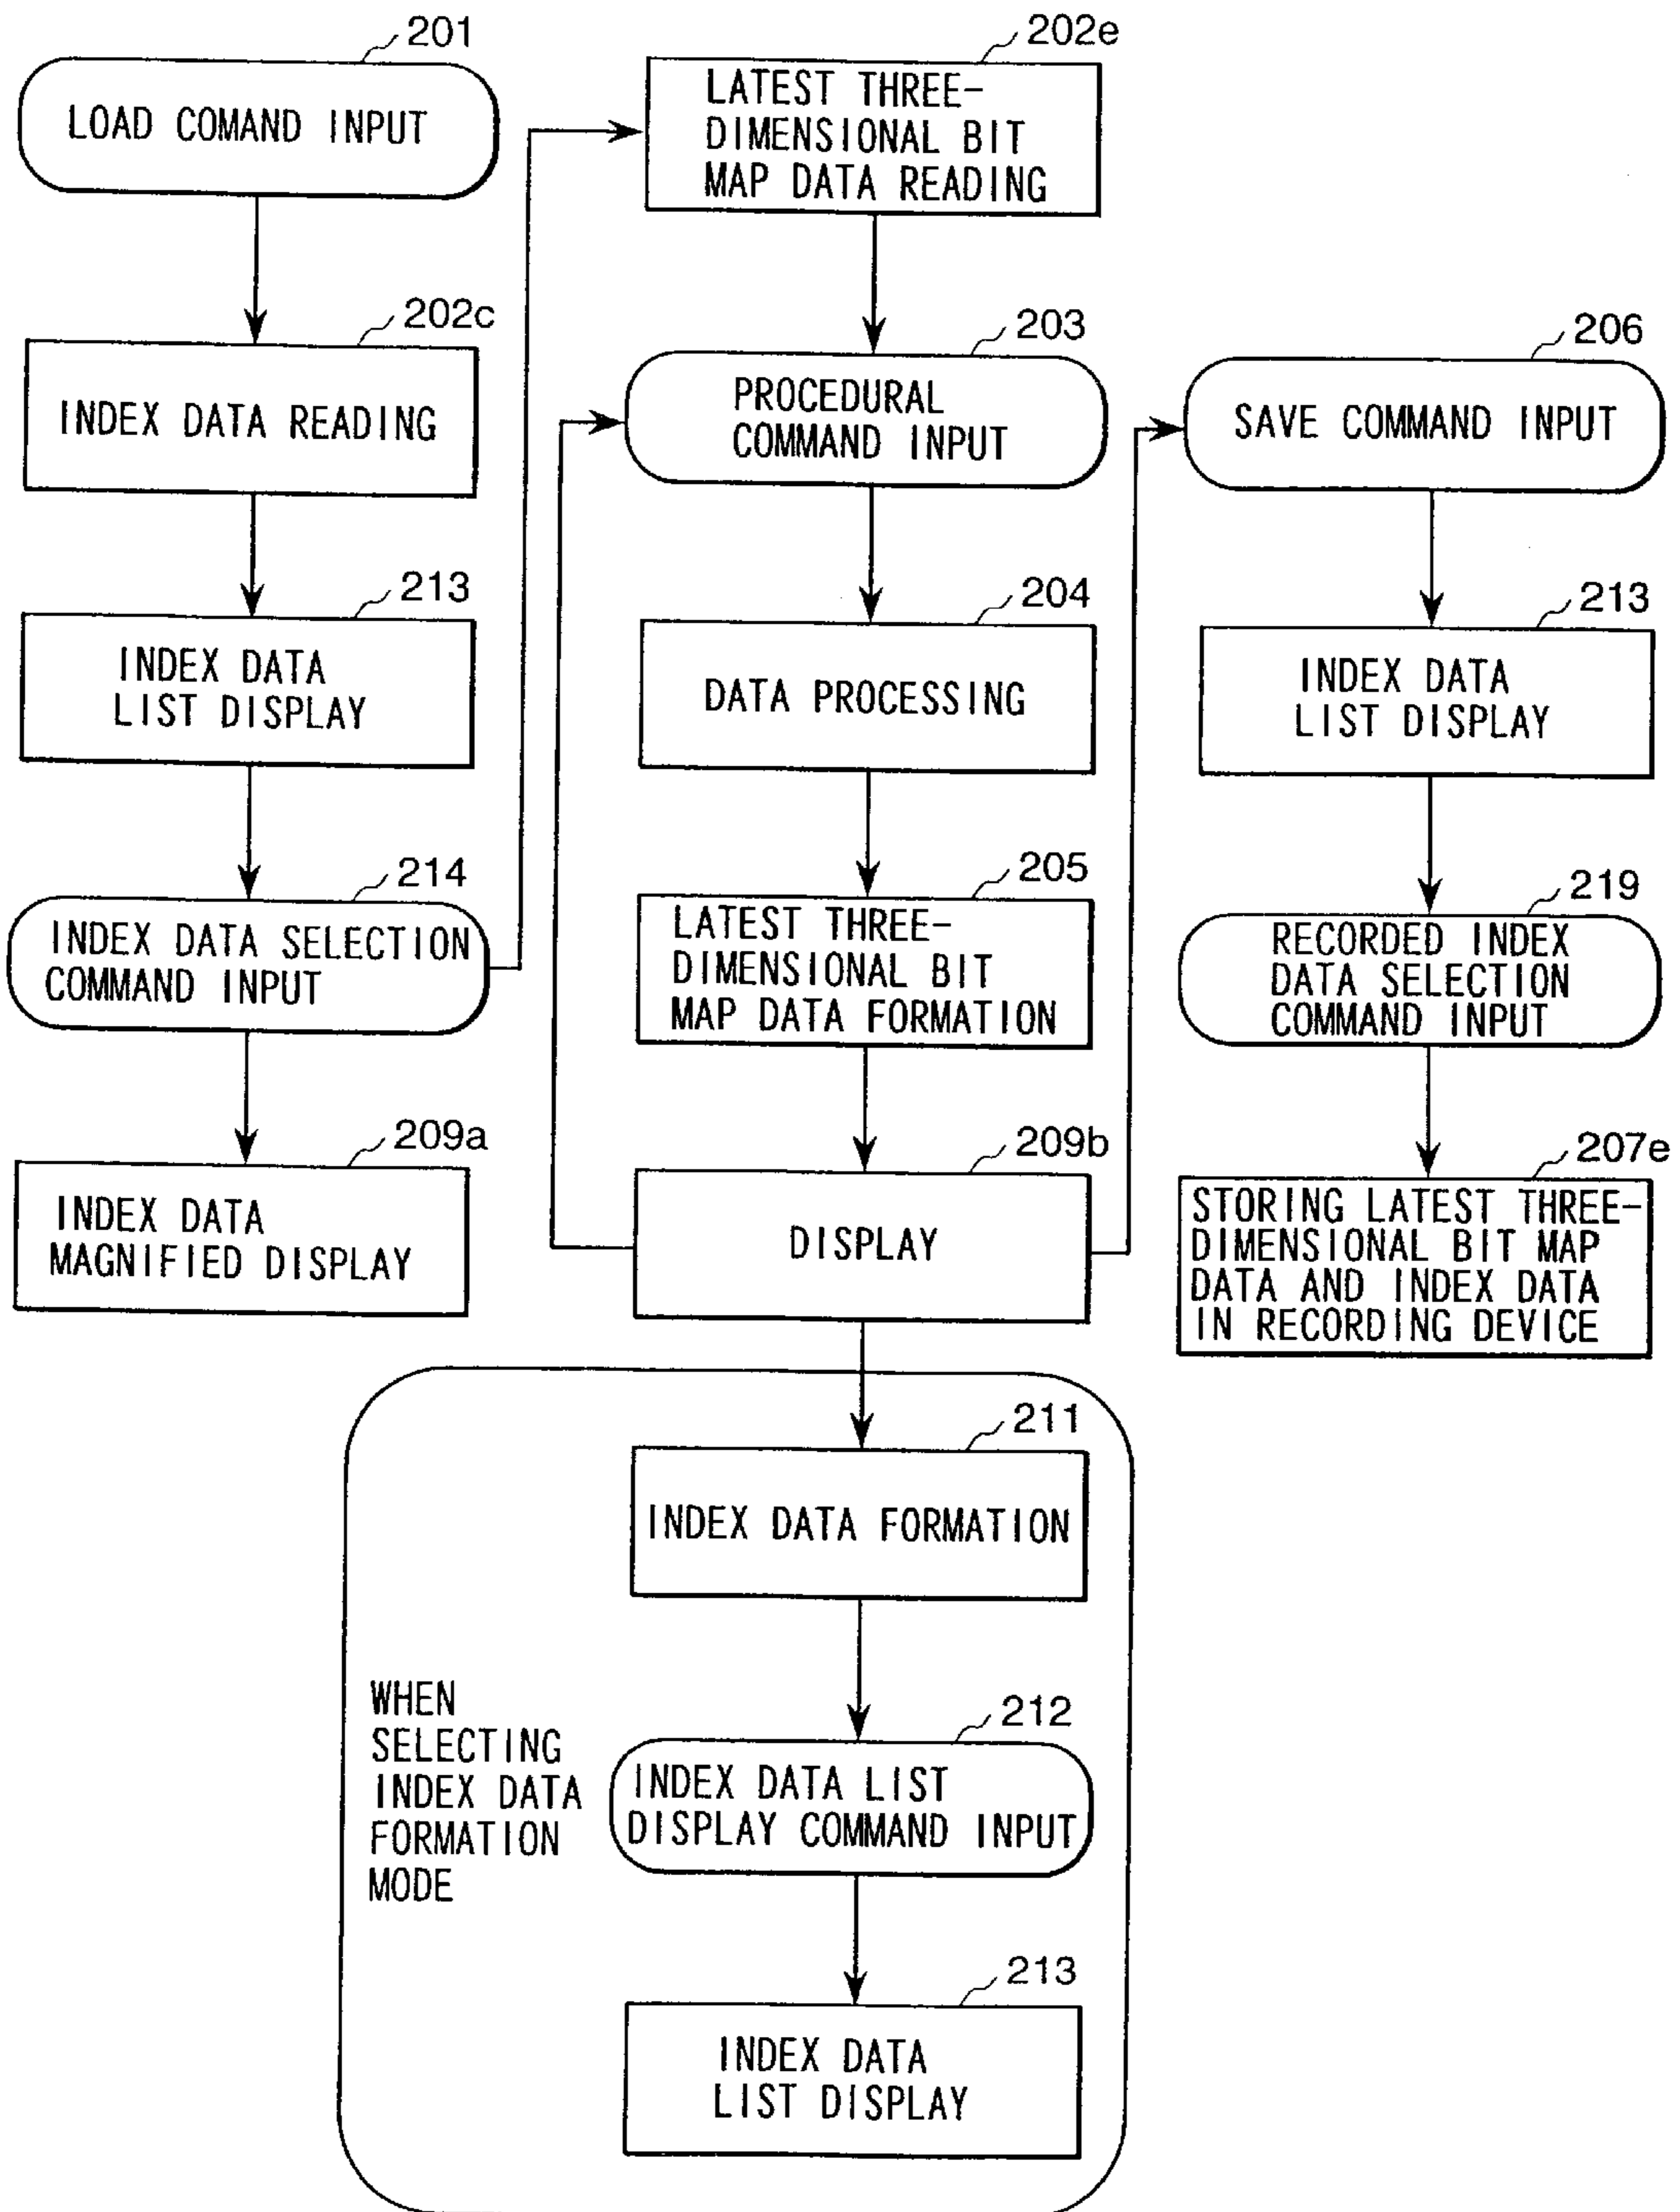 201
LOAD COMAND INPUT
202c
INDEX DATA READING
213
INDEX DATA
LIST DISPLAY
214
INDEX DATA SELECTION
COMMAND INPUT
209a
INDEX DATA
MAGNIFIED DISPLAY
202e
LATEST THREE-
DIMENSIONAL BIT
MAP DATA READING
203
PROCEDURAL
COMMAND INPUT
204
DATA PROCESSING
205
LATEST THREE-
DIMENSIONAL BIT
MAP DATA FORMATION
209b
DISPLAY
206
SAVE COMMAND INPUT
213
INDEX DATA
LIST DISPLAY
219
RECORDED INDEX
DATA SELECTION
COMMAND INPUT
207e
STORING LATEST THREE-
DIMENSIONAL BIT MAP
DATA AND INDEX DATA
IN RECORDING DEVICE
WHEN
SELECTING
INDEX DATA
FORMATION
MODE
211
INDEX DATA FORMATION
212
INDEX DATA LIST
DISPLAY COMMAND INPUT
213
INDEX DATA
LIST DISPLAY